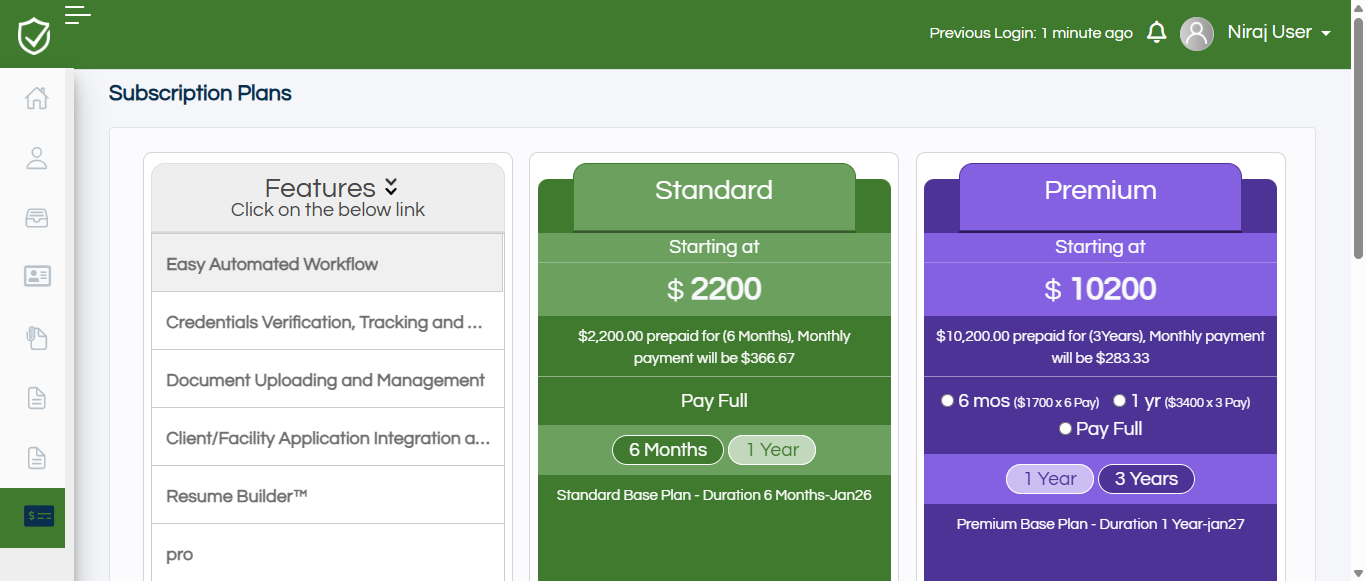 Previous Login: 1 minute ago
Niraj User
Subscription Plans
Features
Click on the below link
Easy Automated Workflow
Credentials Verification, Tracking and ...
Document Uploading and Management
Client/Facility Application Integration a...
Resume Builder™
pro
Standard
Starting at
$ 2200
$2,200.00 prepaid for (6 Months), Monthly
payment will be $366.67
Pay Full
6 Months 1 Year
Standard Base Plan - Duration 6 Months-Jan26
Premium
Starting at
$ 10200
$10,200.00 prepaid for (3Years), Monthly payment
will be $283.33
6 mos ($1700 x 6 Pay) 1 yr ($3400 x 3 Pay)
Pay Full
1 Year 3 Years
Premium Base Plan - Duration 1 Year-jan27